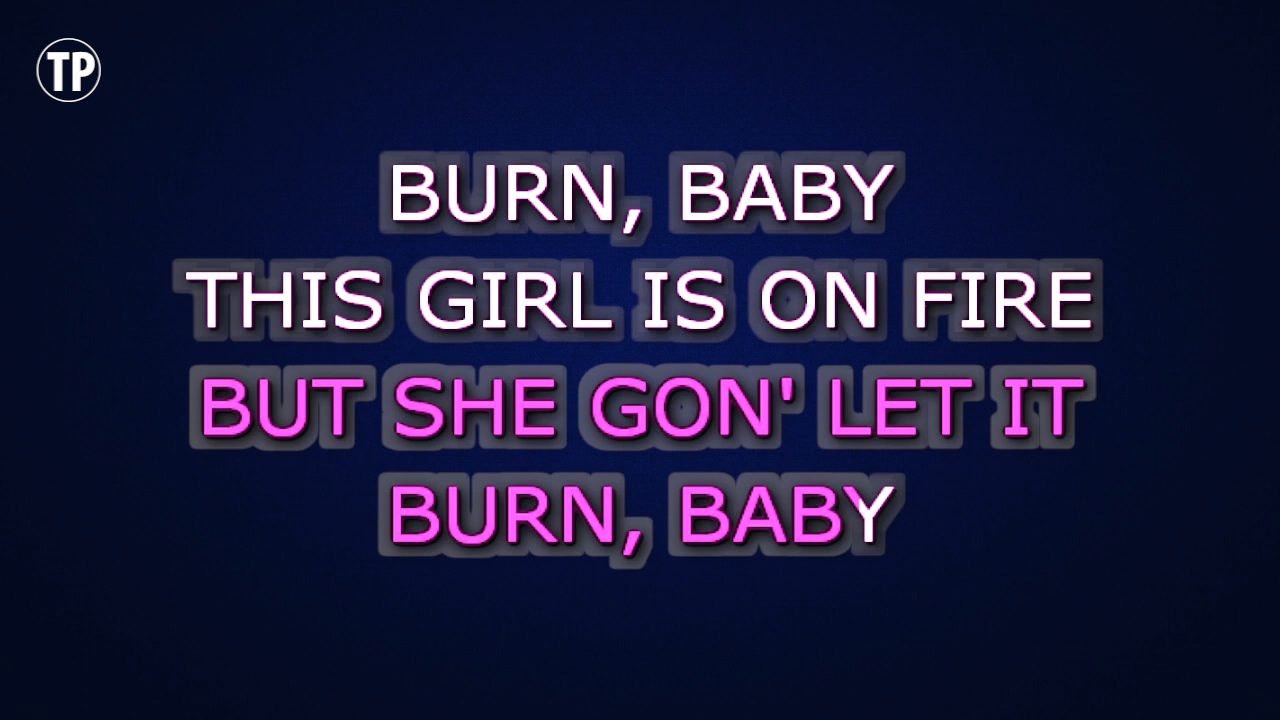 TP
BURN, BABY
THIS GIRL IS ON FIRE
BUT SHE GON' LET IT
BURN, BABY